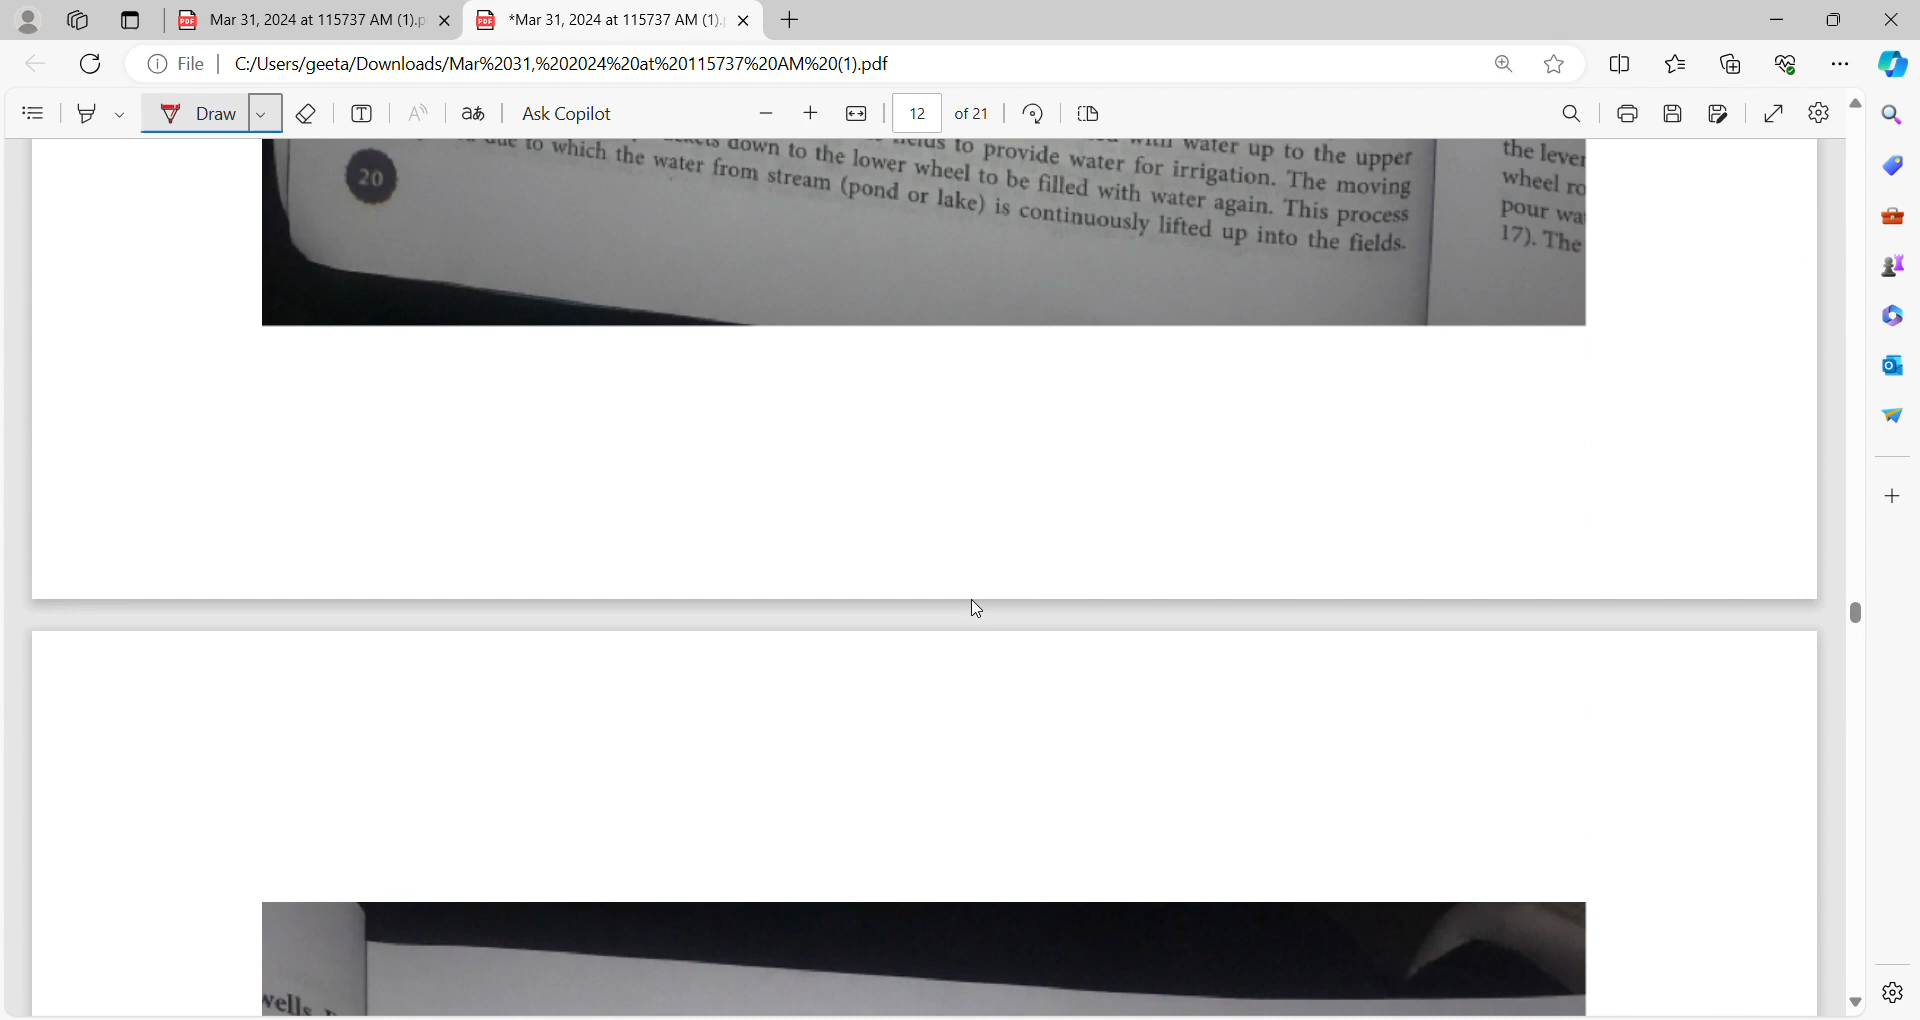 Mar 31, 2024 at 115737 AM (1).p
*Mar 31, 2024 at 115737 AM (1).
File
C:/Users/geeta/Downloads/Mar%2031,%202024%20at%20115737%20AM%20(1).pdf
Draw
Ask Copilot
12 of 21
water up to the upper
to provide water for irrigation. The moving
down to the lower wheel to be filled with water again. This process
to which the water from stream (pond or lake) is continuously lifted up into the fields.
20
the lever
wheel ro
pour wa
17). The
wells.